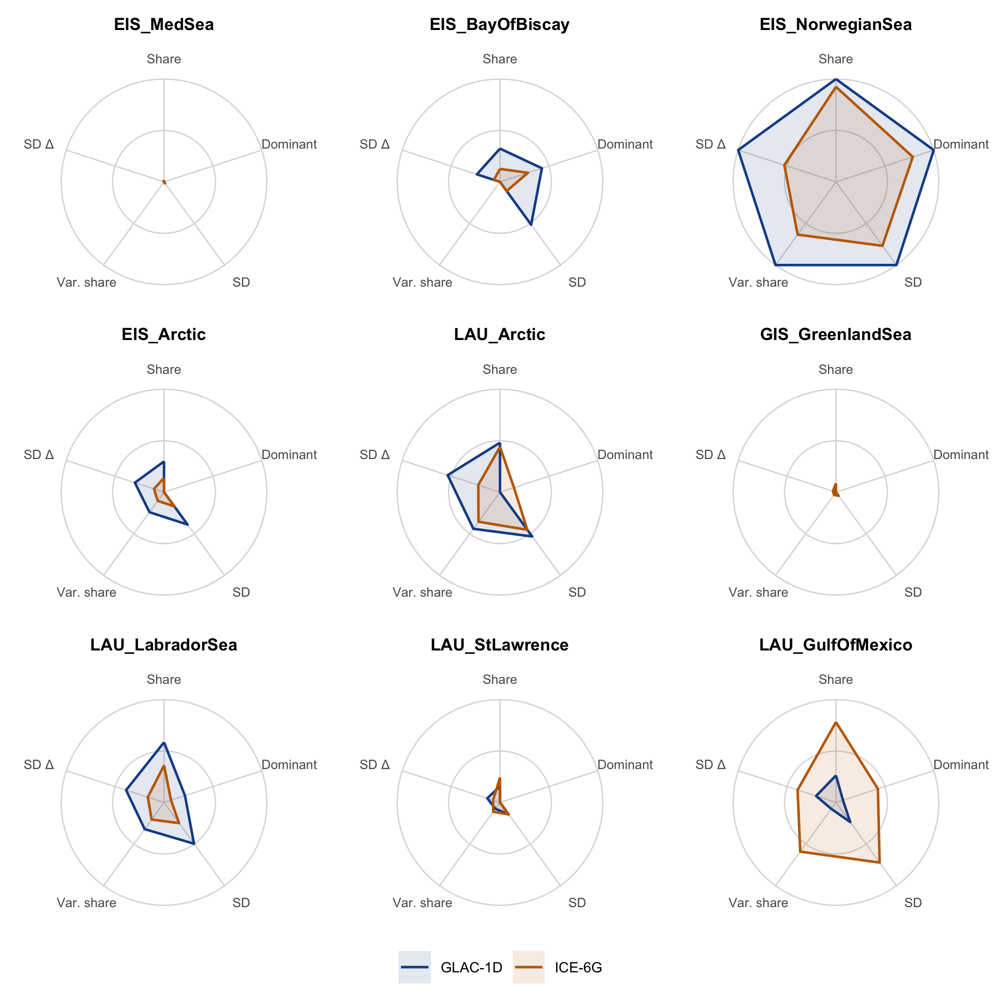 EIS_MedSea EIS_BayOfBiscay EIS_NorwegianSea
Share Share Share
SD Δ Dominant SD Δ Dominant SD Δ Dominant
Var. share SD Var. share SD Var. share SD
EIS_Arctic LAU_Arctic GIS_GreenlandSea
Share Share Share
SD Δ Dominant SD Δ Dominant SD Δ Dominant
Var. share SD Var. share SD Var. share SD
LAU_LabradorSea LAU_StLawrence LAU_GulfOfMexico
Share Share Share
SD Δ Dominant SD Δ Dominant SD Δ Dominant
Var. share SD Var. share SD Var. share SD
GLAC-1D ICE-6G